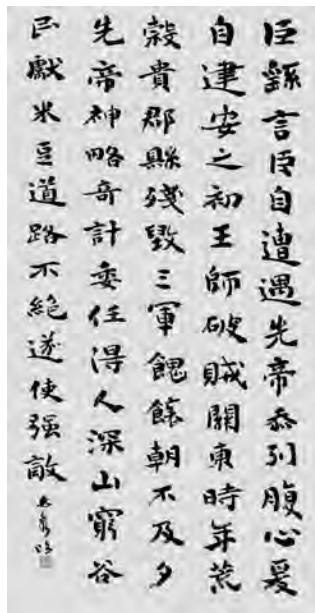 臣繇言臣自遭遇先帝忝列腹心爰
自建安之初王師破賊關東時年荒
穀貴郡縣殘毀三軍餽饟朝不及夕
先帝神略奇計委任得人深山窮谷
民獻米豆道路不絕遂使强敵